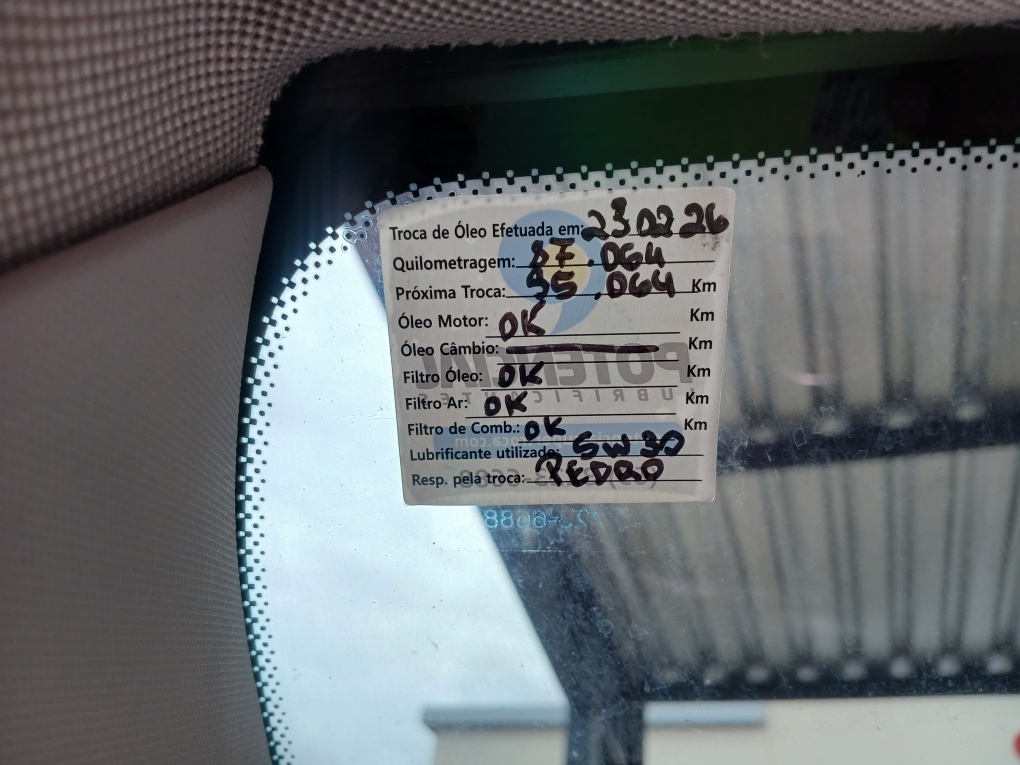 Troca de Óleo Efetuada em: 23 02 26
Quilometragem: 87.064
Próxima Troca: 95.064 Km
Óleo Motor: OK Km
Óleo Câmbio: Km
Filtro Óleo: OK Km
Filtro Ar: OK Km
Filtro de Comb.: OK Km
Lubrificante utilizado: 5W30
Resp. pela troca: PEDRO
POTENCIAL
LUBRIFICANTES